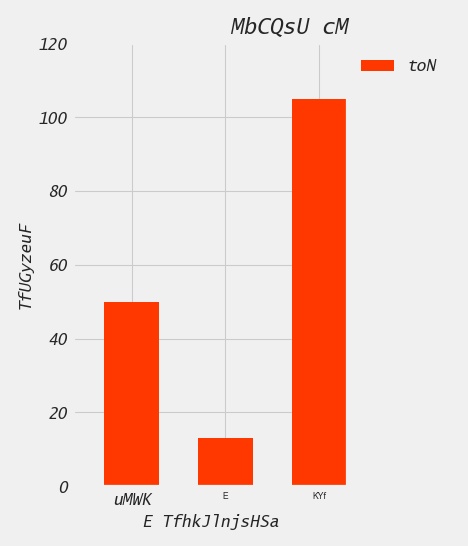 MbCQsU cM
toN
TfUGyzeuF
120
100
80
60
40
20
0
uMWK
E
KYf
E TfhkJlnjsHSa